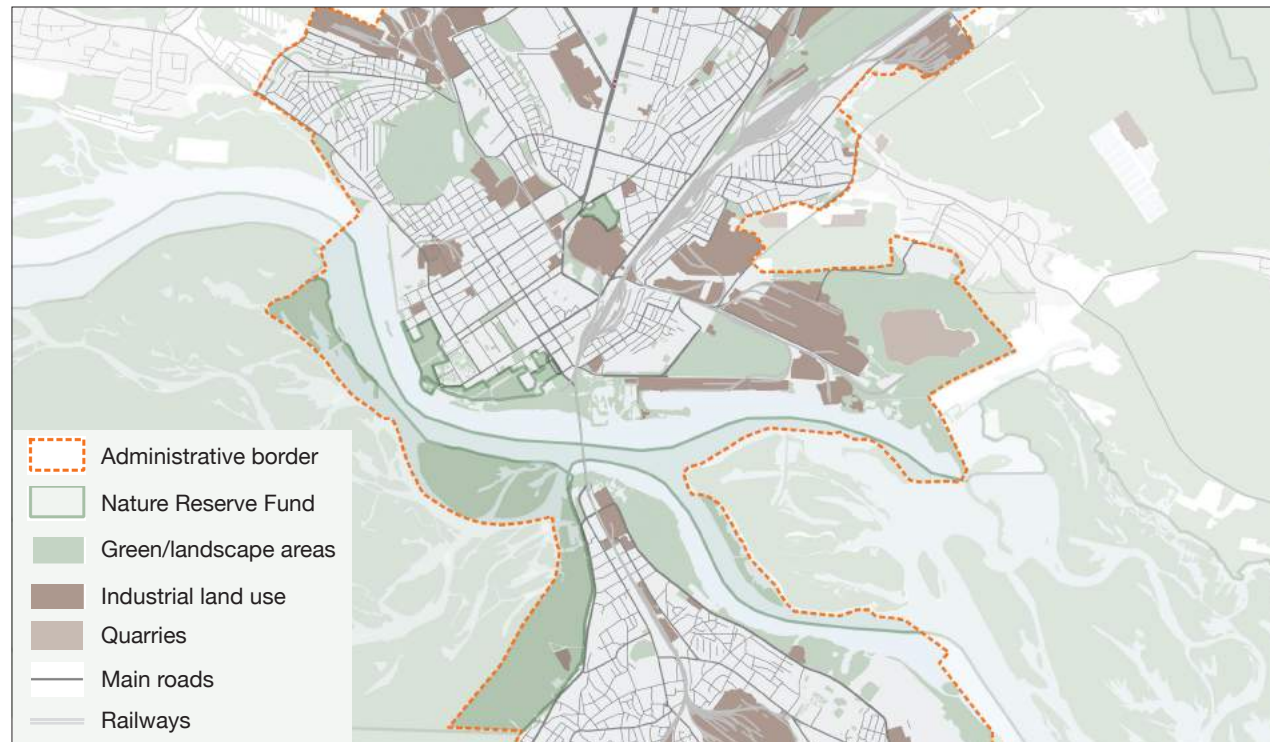 Administrative border
Nature Reserve Fund
Green/landscape areas
Industrial land use
Quarries
Main roads
Railways